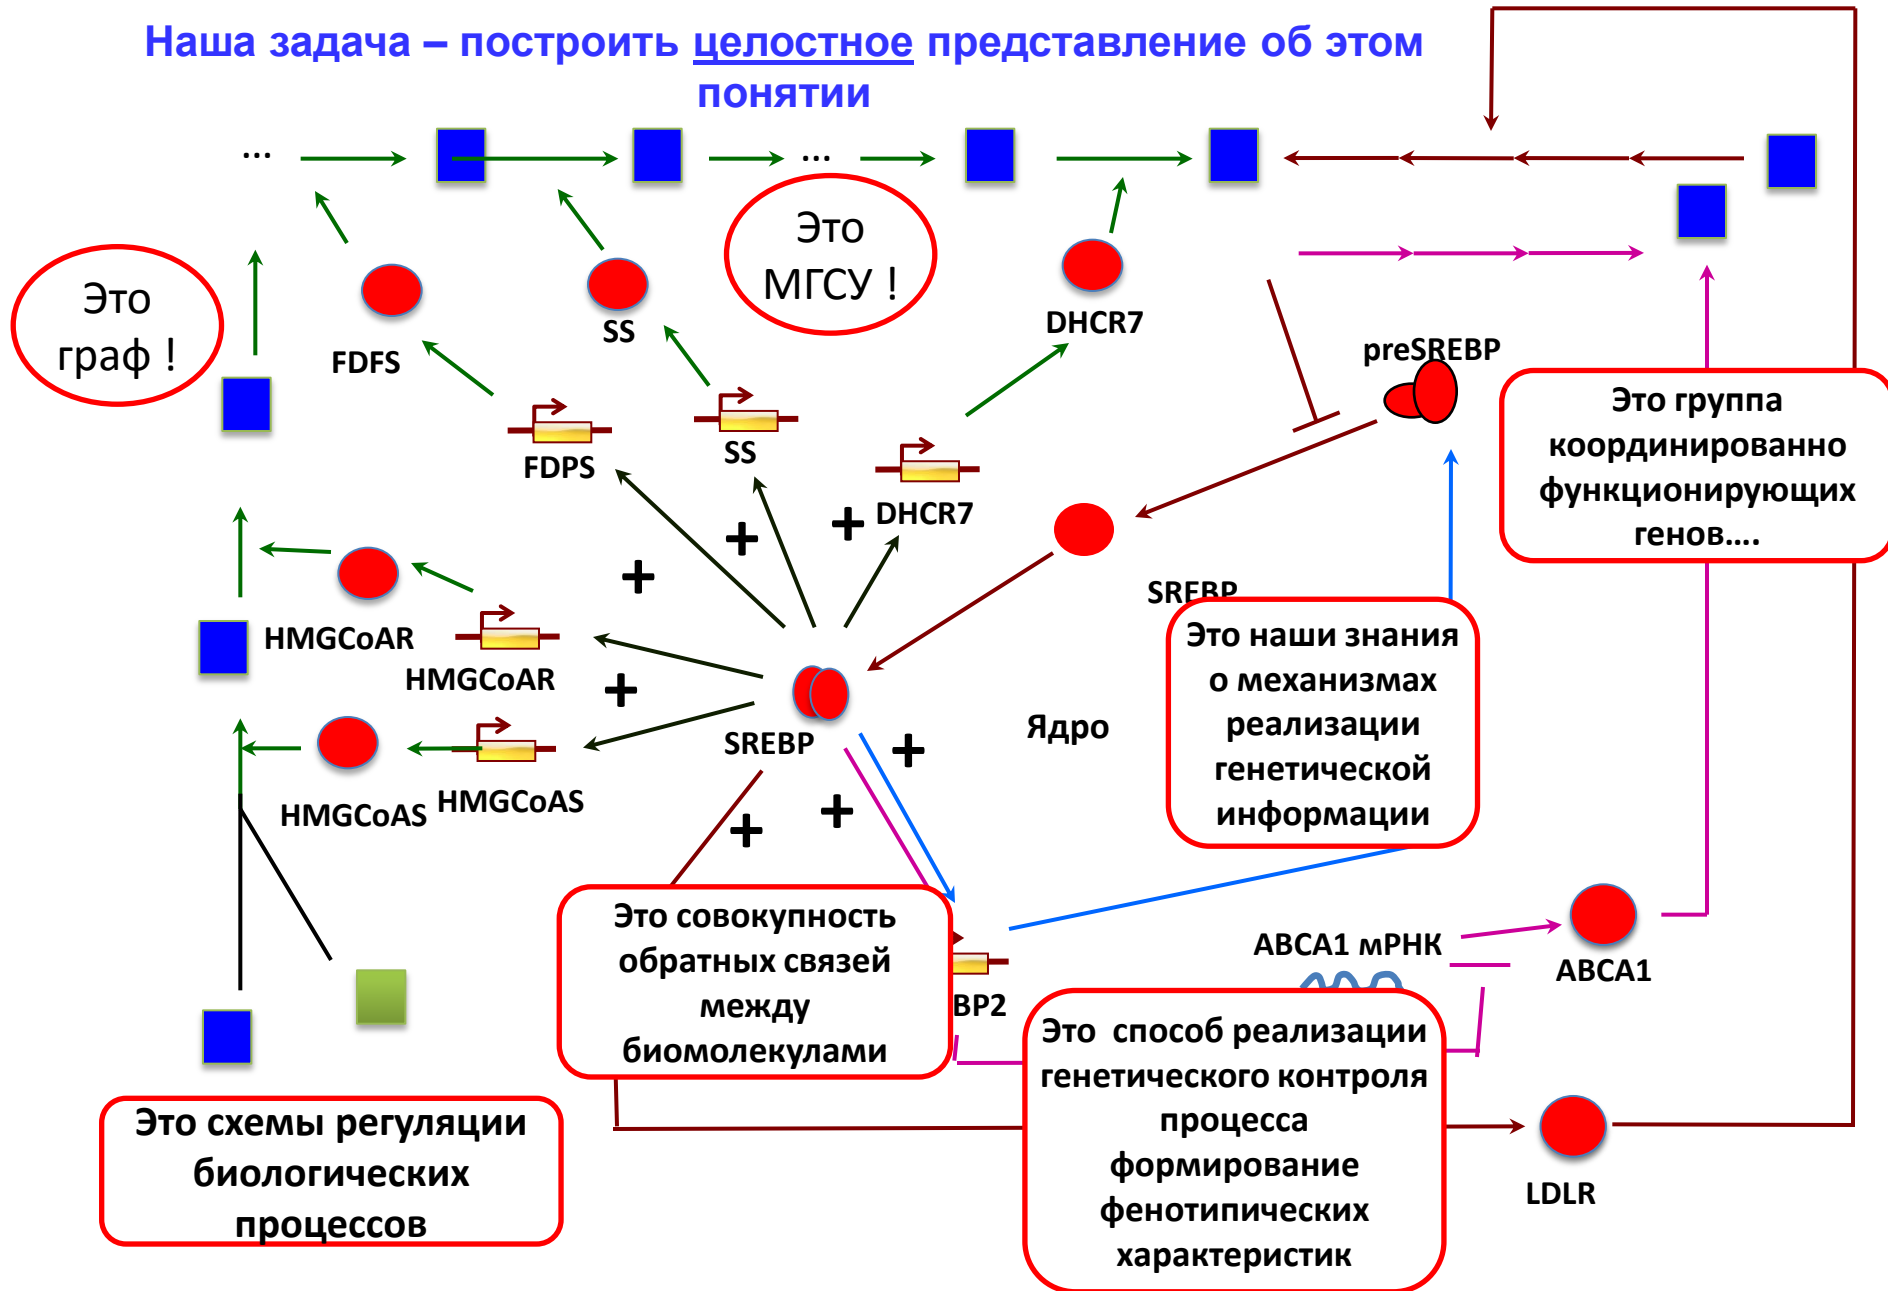 Наша задача – построить целостное представление об этом
понятии
...
...
Это
МГСУ !
Это
граф !
FDFS
SS
DHCR7
preSREBP
Это группа
координированно
функционирующих
генов....
FDPS
SS
DHCR7
+
+
+
+
+
+
+
HMGCoAR
HMGCoAR
SREBP
Это наши знания
о механизмах
реализации
генетической
информации
SREBP
Ядро
HMGCoAS
HMGCoAS
Это совокупность
обратных связей
между
биомолекулами
BP2
ABCA1 мРНК
ABCA1
Это способ реализации
генетического контроля
процесса
формирование
фенотипических
характеристик
LDLR
Это схемы регуляции
биологических
процессов